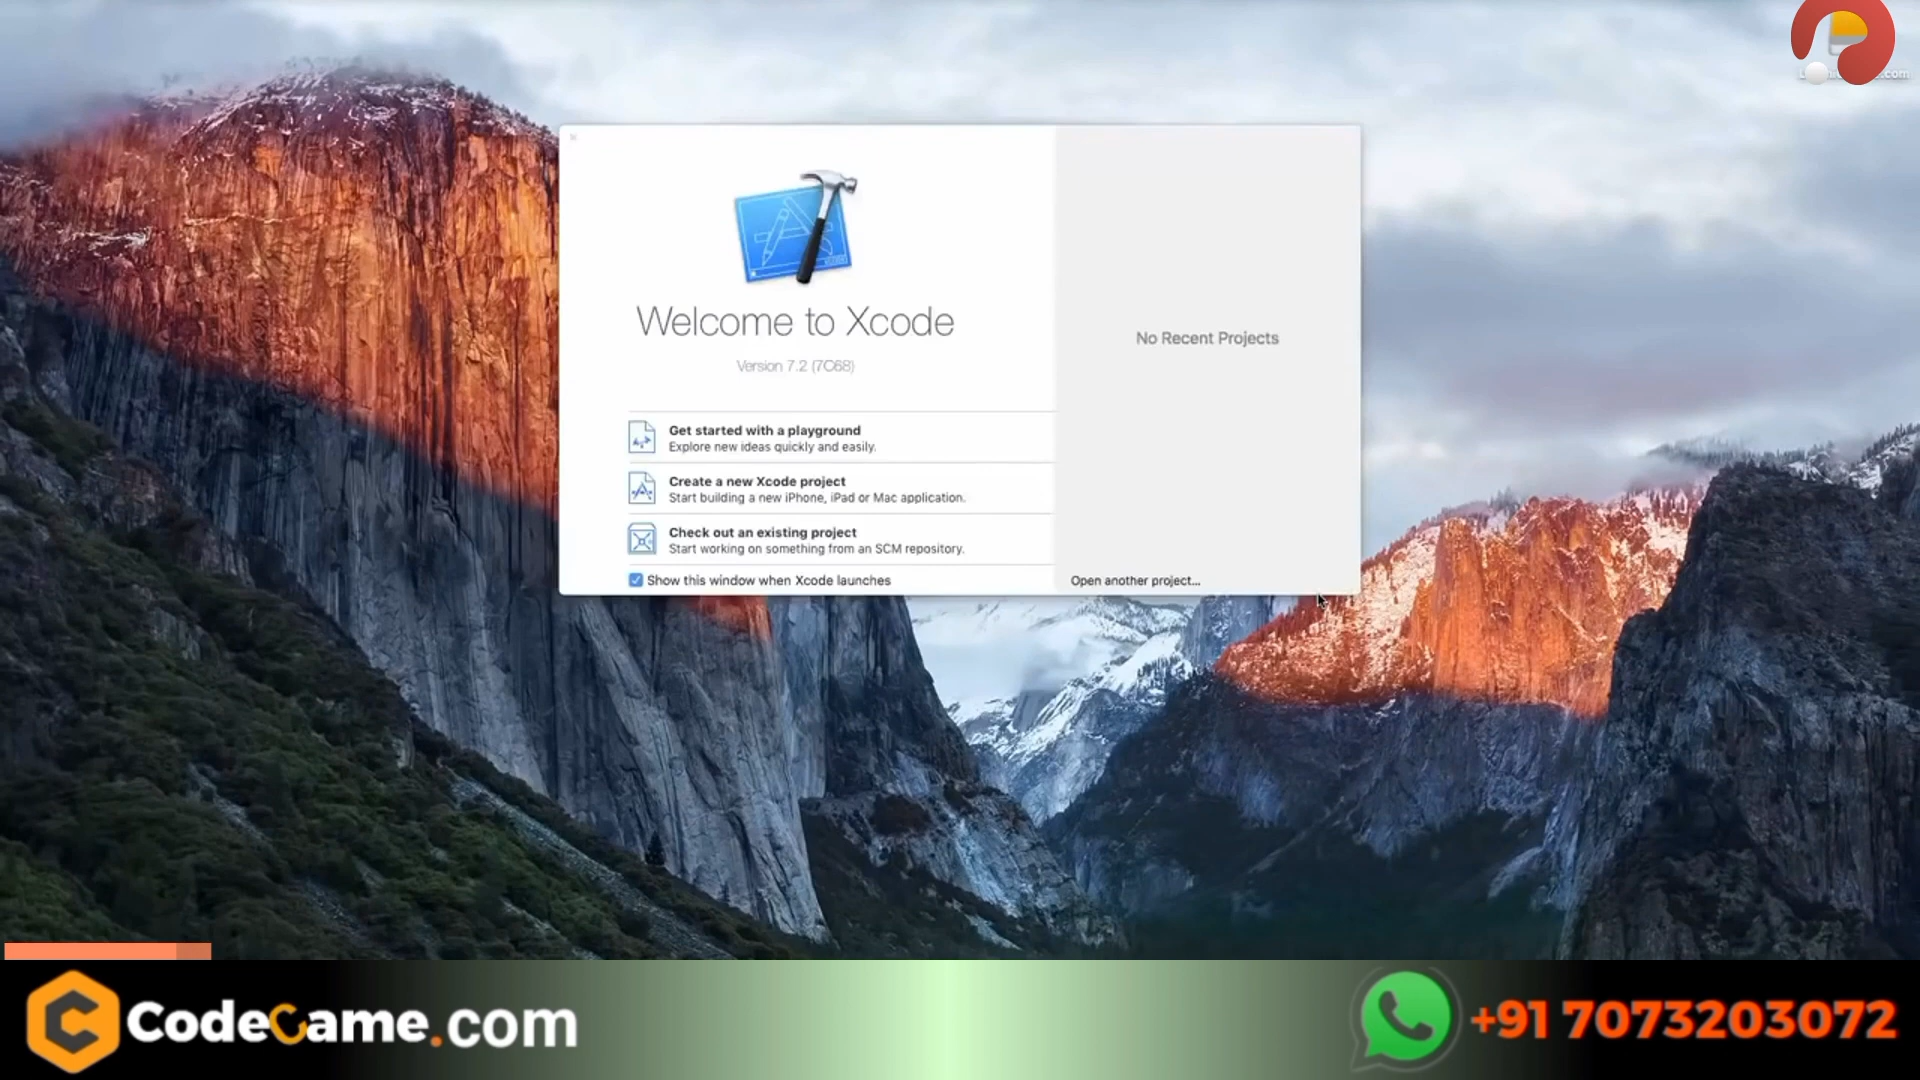 Welcome to Xcode
Version 7.2 (7C68)
No Recent Projects
Get started with a playground
Explore new ideas quickly and easily.
Create a new Xcode project
Start building a new iPhone, iPad or Mac application.
Check out an existing project
Start working on something from an SCM repository.
Show this window when Xcode launches
Open another project...
CodeCame.com
+91 7073203072